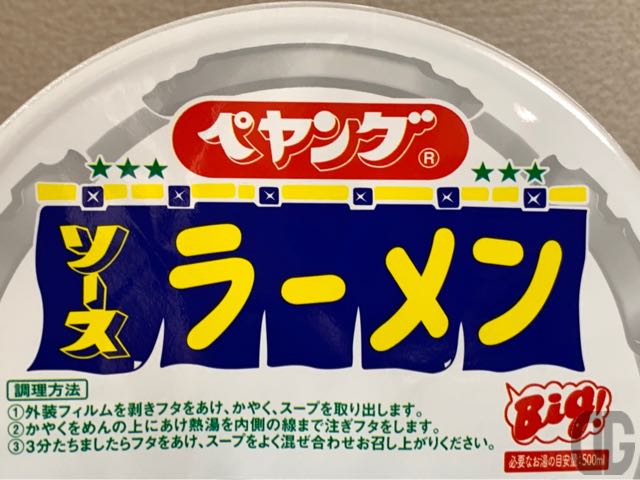 ペヤング®
ソース ラーメン
調理方法
①外装フィルムを剥きフタをあけ、かやく、スープを取り出します。
②かやくをめんの上にあけ熱湯を内側の線まで注ぎフタをします。
③3分たちましたらフタをあけ、スープをよく混ぜ合わせお召し上がりください。
Big!
必要なお湯の目安量:500ml